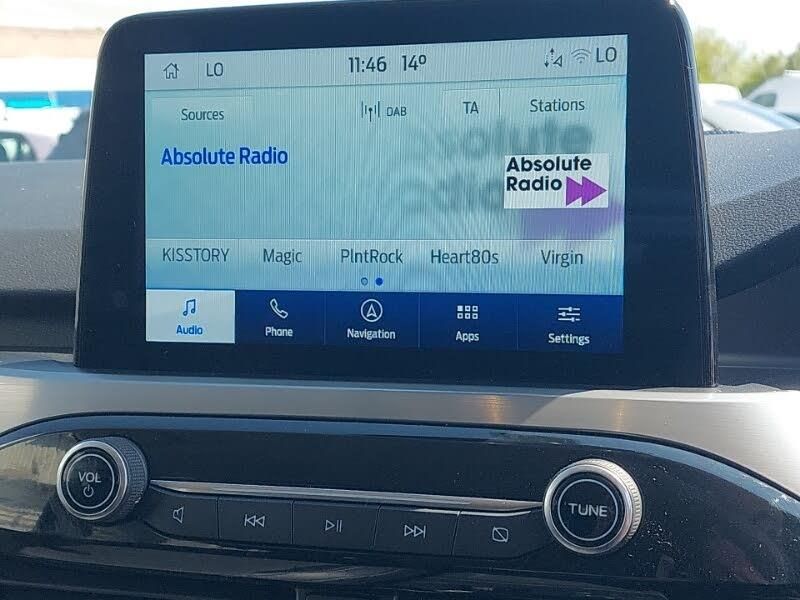 LO 11:46 14º LO
Sources DAB TA Stations
Absolute Radio
Absolute
Radio
KISSTORY Magic PlntRock Heart80s Virgin
Audio Phone Navigation Apps Settings
VOL
TUNE